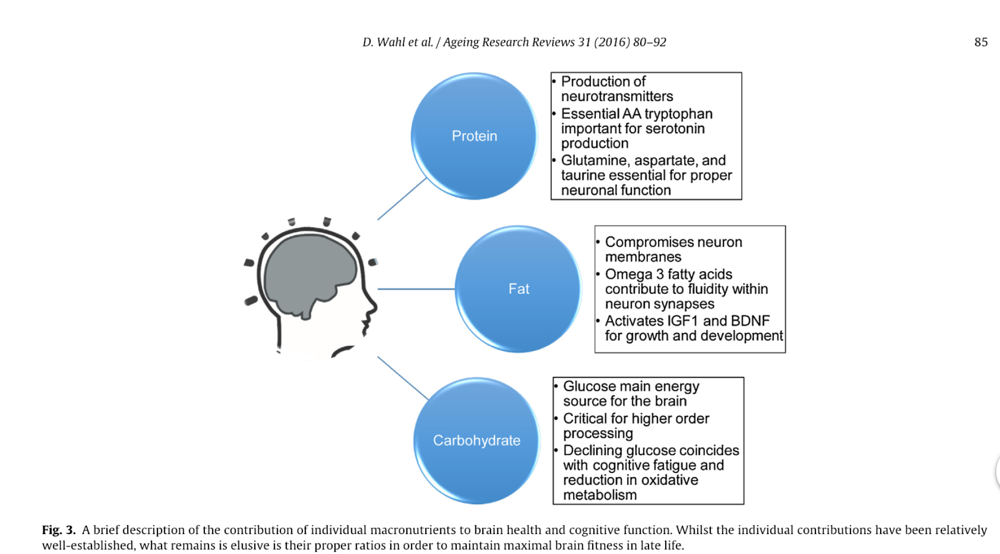 D. Wahl et al. / Ageing Research Reviews 31 (2016) 80–92
85
Protein
• Production of
neurotransmitters
• Essential AA tryptophan
important for serotonin
production
• Glutamine, aspartate, and
taurine essential for proper
neuronal function
Fat
• Compromises neuron
membranes
• Omega 3 fatty acids
contribute to fluidity within
neuron synapses
• Activates IGF1 and BDNF
for growth and development
Carbohydrate
• Glucose main energy
source for the brain
• Critical for higher order
processing
• Declining glucose coincides
with cognitive fatigue and
reduction in oxidative
metabolism
Fig. 3. A brief description of the contribution of individual macronutrients to brain health and cognitive function. Whilst the individual contributions have been relatively
well-established, what remains is elusive is their proper ratios in order to maintain maximal brain fitness in late life.